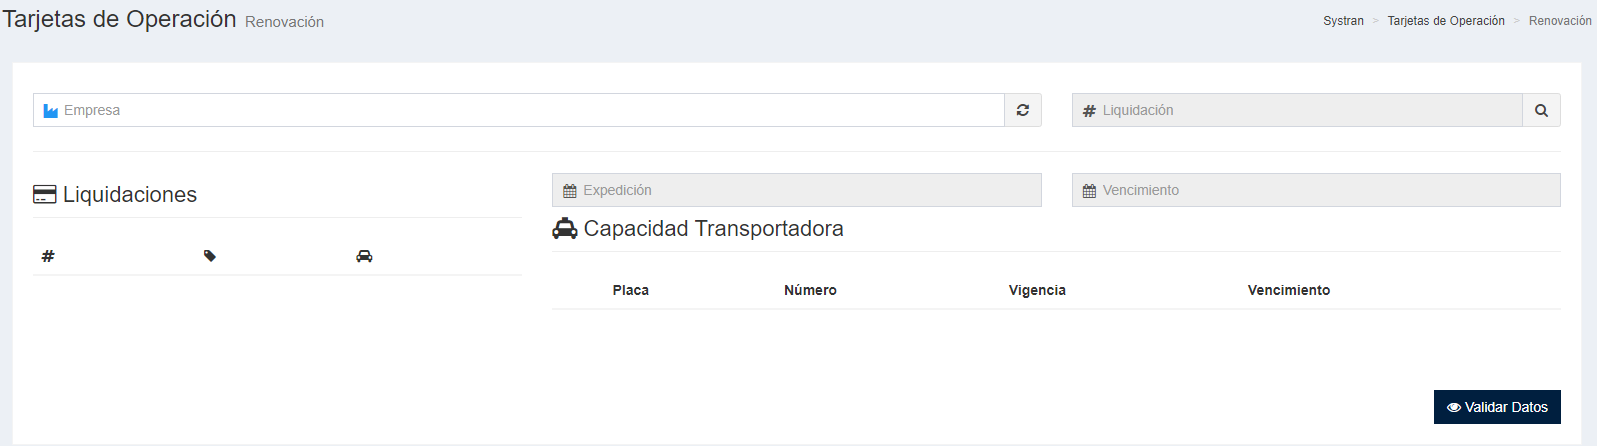 Tarjetas de Operación Renovación
Systran > Tarjetas de Operación > Renovación
Empresa
# Liquidación
Liquidaciones
Expedición
Vencimiento
Capacidad Transportadora
#
Placa Número Vigencia Vencimiento
Validar Datos